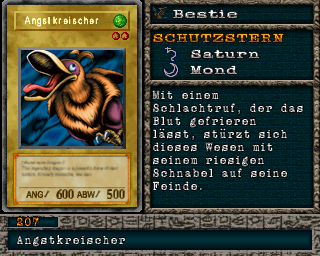 Angstkreischer
ANG/ 600 ABW/ 500
Bestie
SCHUTZSTERN
Saturn
Mond
Mit einem
Schlachtruf, der das
Blut gefrieren
lässt, stürzt sich
dieses Wesen mit
seinem riesigen
Schnabel auf seine
Feinde.
207
Angstkreischer